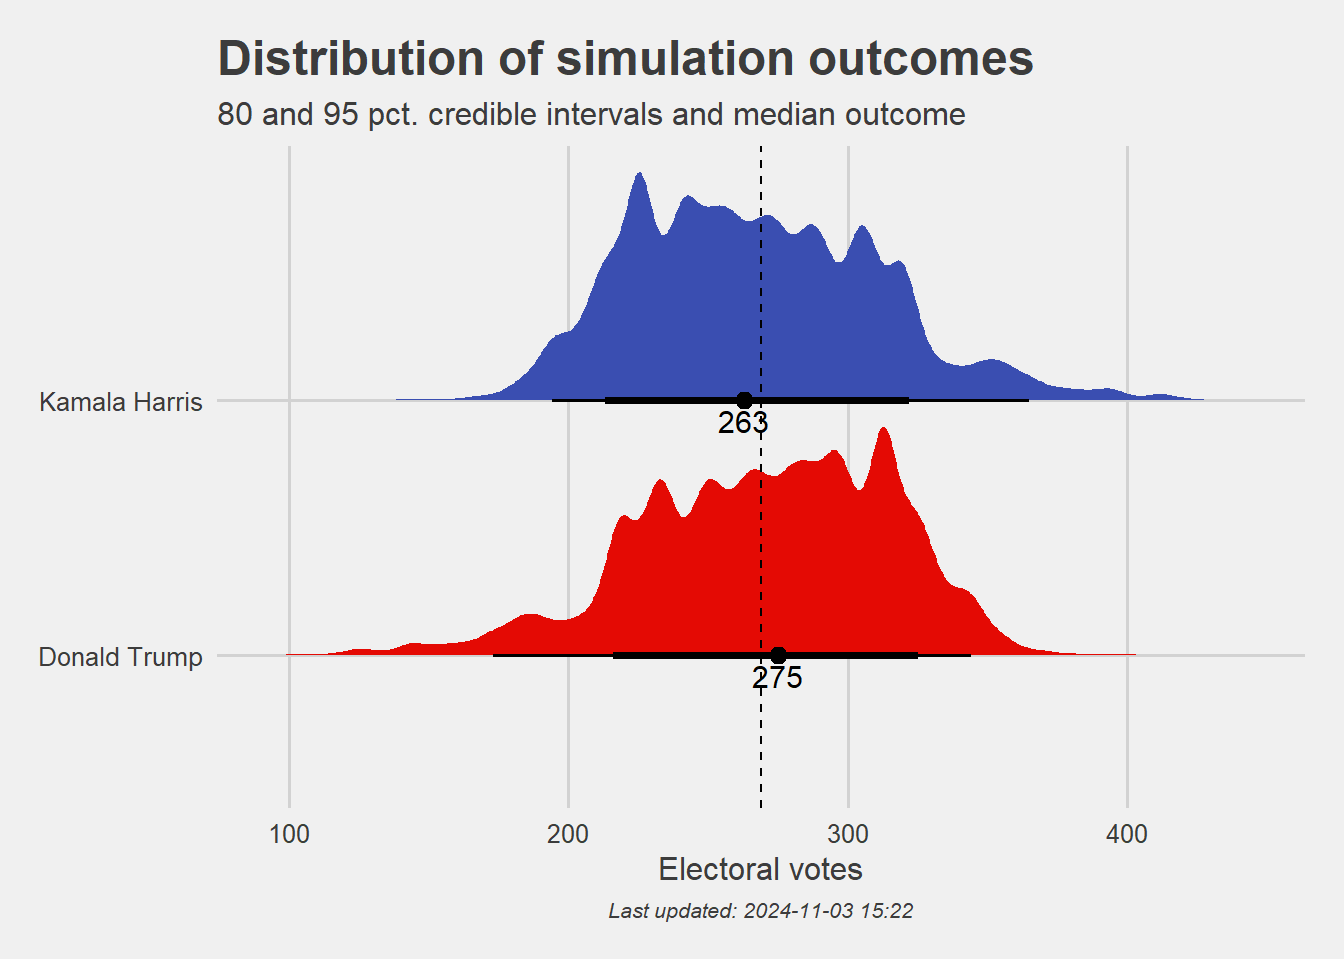 Distribution of simulation outcomes
80 and 95 pct. credible intervals and median outcome
Kamala Harris
263
Donald Trump
275
100 200 300 400
Electoral votes
Last updated: 2024-11-03 15:22